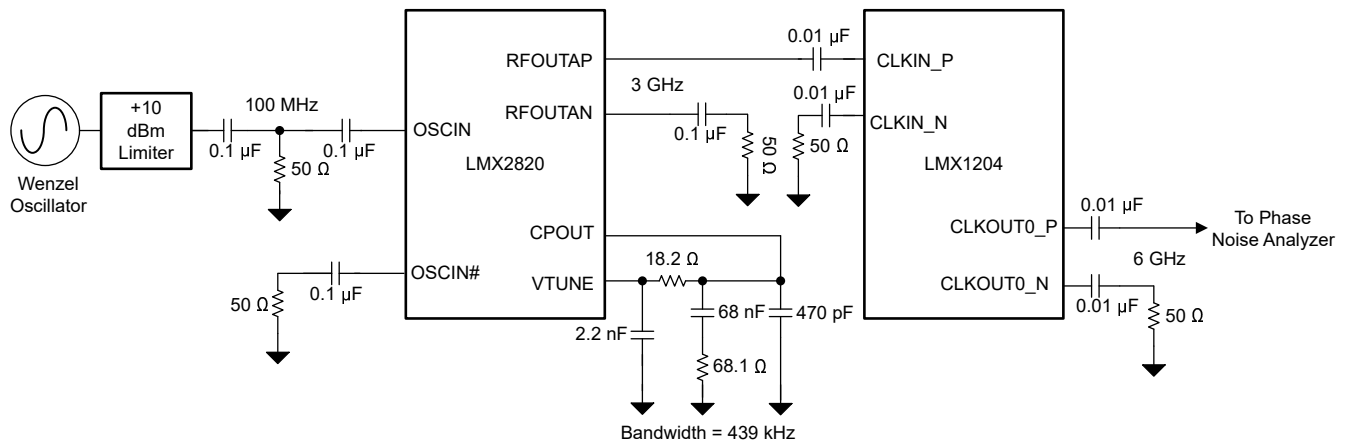 0.01 µF
RFOUTAP
CLKIN_P
+10
dBm
Limiter
100 MHz
3 GHz
0.01 µF
RFOUTAN
CLKIN_N
OSCIN
0.1 µF
0.1 µF
0.1 µF
50 Ω
50 Ω
50 Ω
LMX2820
LMX1204
Wenzel
Oscillator
0.01 µF
CLKOUT0_P
To Phase
Noise Analyzer
CPOUT
18.2 Ω
6 GHz
OSCIN#
VTUNE
CLKOUT0_N
0.1 µF
0.01 µF
50 Ω
68 nF
470 pF
50 Ω
2.2 nF
68.1 Ω
Bandwidth = 439 kHz